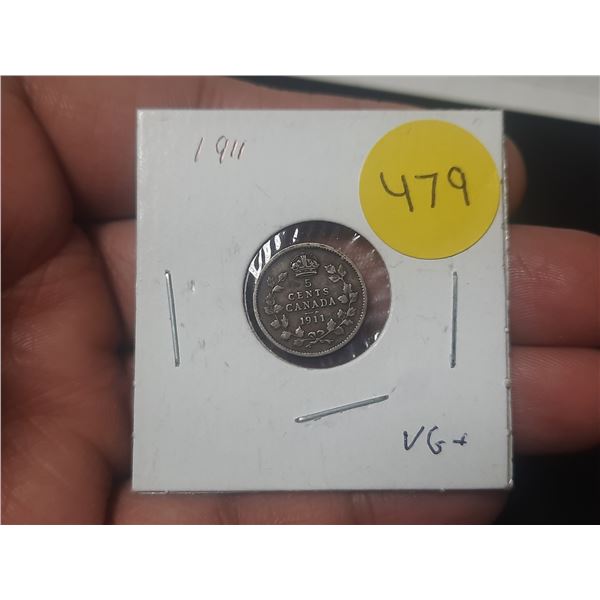 1911
479
5
CENTS
CANADA
1911
VG+